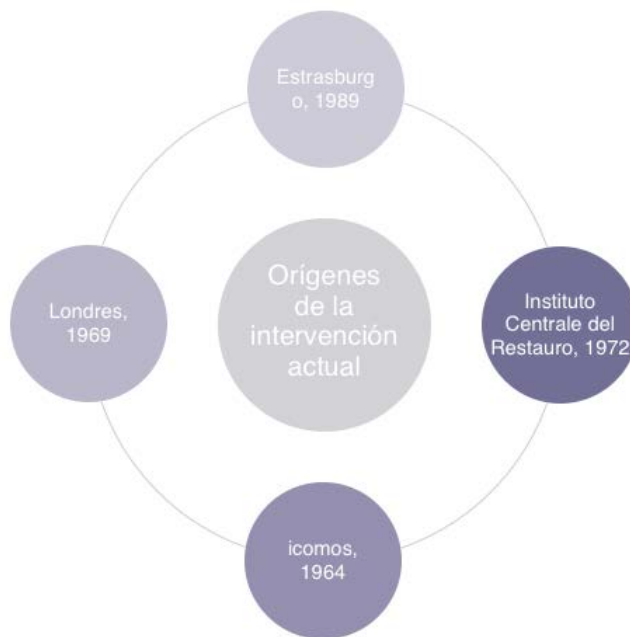 Estrasburg
o, 1989
Orígenes
de la
intervención
actual
Londres,
1969
Instituto
Centrale del
Restauro, 1972
icomos,
1964